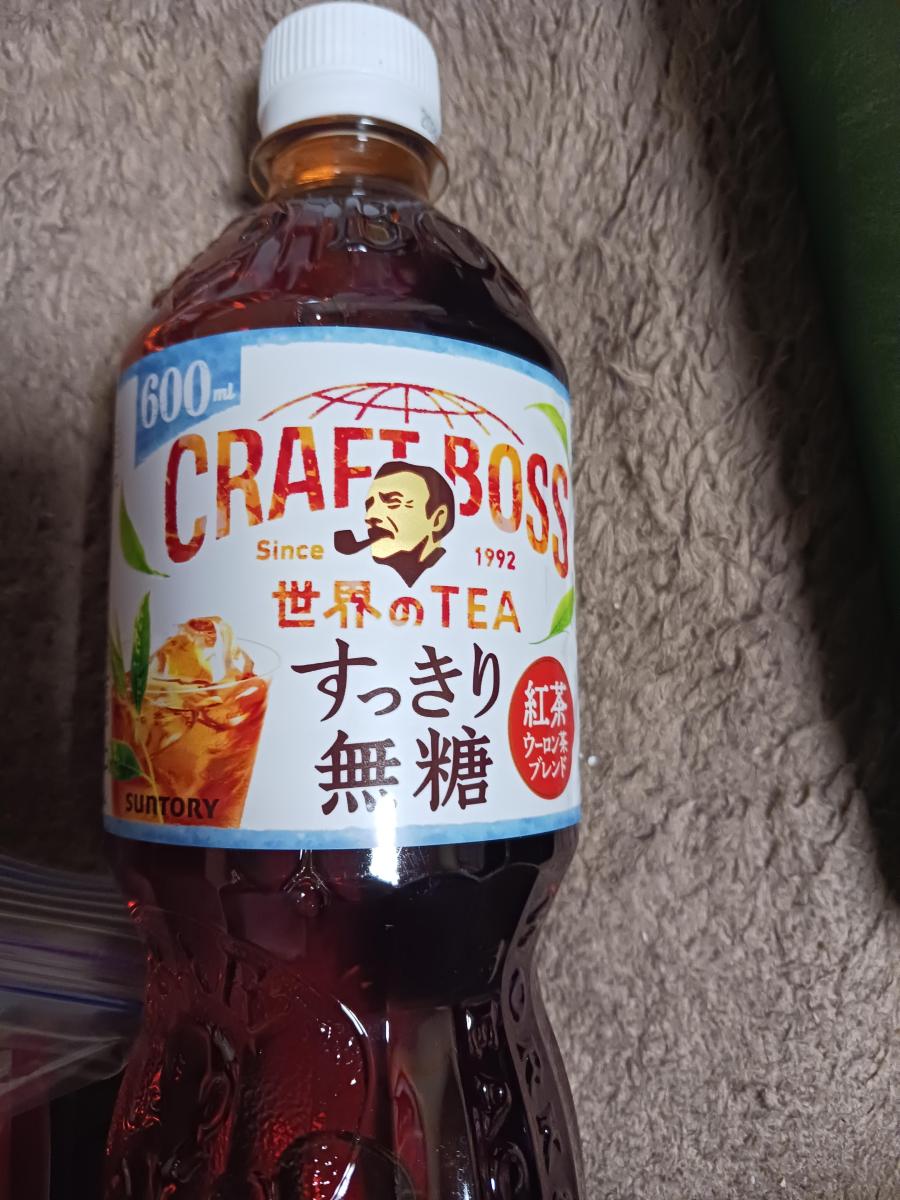 600ml
CRAFT BOSS
Since 1992
世界のTEA
すっきり
無糖
紅茶
ウーロン茶
ブレンド
SUNTORY